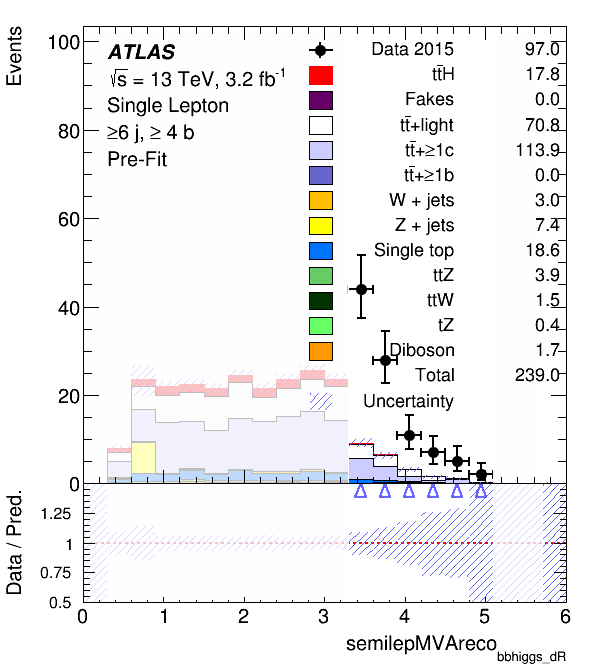 Events
100
80
60
40
20
0
ATLAS
√s = 13 TeV, 3.2 fb⁻¹
Single Lepton
≥6 j, ≥ 4 b
Pre-Fit
Data 2015 97.0
tt̄H 17.8
Fakes 0.0
tt̄+light 70.8
tt̄+≥1c 113.9
tt̄+≥1b 0.0
W + jets 3.0
Z + jets 7.4
Single top 18.6
ttZ 3.9
ttW 1.5
tZ 0.4
Diboson 1.7
Total 239.0
Uncertainty
Data / Pred.
1.25
1
0.75
0.5
0 1 2 3 4 5 6
semilepMVAreco
bbhiggs_dR